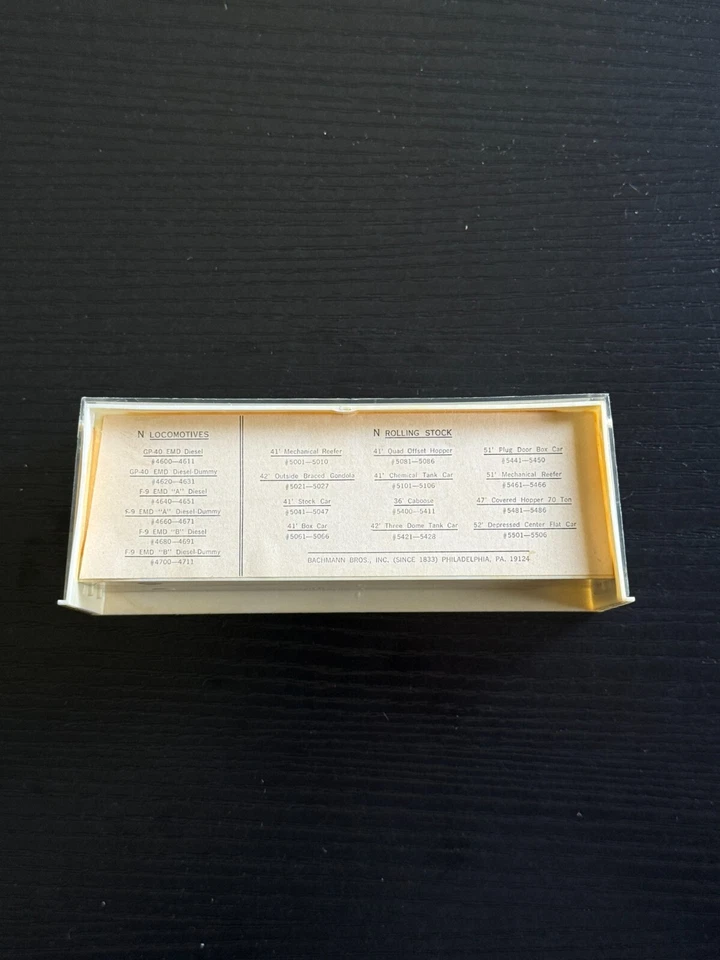 N LOCOMOTIVES
GP-40 EMD Diesel
#4600—4611
GP-40 EMD Diesel-Dummy
#4620—4631
F-9 EMD "A" Diesel
#4640—4651
F-9 EMD "A" Diesel-Dummy
#4660—4671
F-9 EMD "B" Diesel
#4680—4691
F-9 EMD "B" Diesel-Dummy
#4700—4711
N ROLLING STOCK
41' Mechanical Reefer
#5001—5010
42' Outside Braced Gondola
#5021—5027
41' Stock Car
#5041—5047
41' Box Car
#5061—5066
41' Quad Offset Hopper
#5081—5086
41' Chemical Tank Car
#5101—5106
36' Caboose
#5400—5411
42' Three Dome Tank Car
#5421—5428
51' Plug Door Box Car
#5441—5450
51' Mechanical Reefer
#5461—5466
47' Covered Hopper 70 Ton
#5481—5486
52' Depressed Center Flat Car
#5501—5506
BACHMANN BROS., INC. (SINCE 1833) PHILADELPHIA, PA. 19124